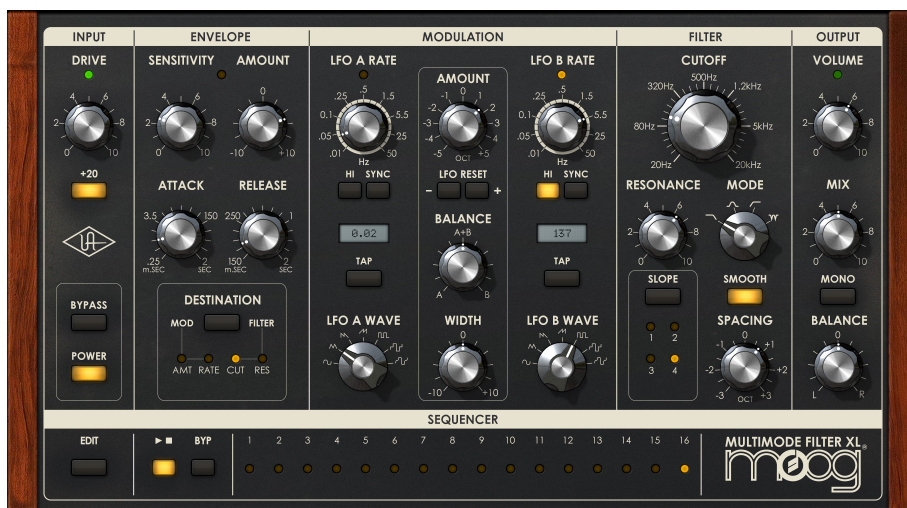 INPUT
DRIVE
4 6
2 8
0 10
+20
UA
BYPASS
POWER
ENVELOPE
SENSITIVITY AMOUNT
4 6 0
2 8
0 10 -10 +10
ATTACK RELEASE
3.5 150 250 1
.25 2 150 2
m.SEC SEC m.SEC SEC
DESTINATION
MOD FILTER
AMT RATE CUT RES
MODULATION
LFO A RATE
.5
.25 1.5
0.1 5.5
.05 25
.01 50
Hz
HI SYNC
0.02
TAP
LFO A WAVE
AMOUNT
-1 0 1
-2 2
-3 3
-4 4
-5 +5
OCT
LFO RESET
- +
BALANCE
A+B
A B
WIDTH
0
-10 +10
LFO B RATE
.5
.25 1.5
0.1 5.5
.05 25
.01 50
Hz
HI SYNC
137
TAP
LFO B WAVE
FILTER
CUTOFF
500Hz
320Hz 1.2kHz
80Hz 5kHz
20Hz 20kHz
RESONANCE MODE
4 6
2 8
0 10
SLOPE SMOOTH
1 2
3 4
SPACING
0
-1 +1
-2 +2
-3 +3
OCT
OUTPUT
VOLUME
4 6
2 8
0 10
MIX
4 6
2 8
0 10
MONO
BALANCE
L R
SEQUENCER
EDIT
BYP
1 2 3 4 5 6 7 8 9 10 11 12 13 14 15 16
MULTIMODE FILTER XL
moog®